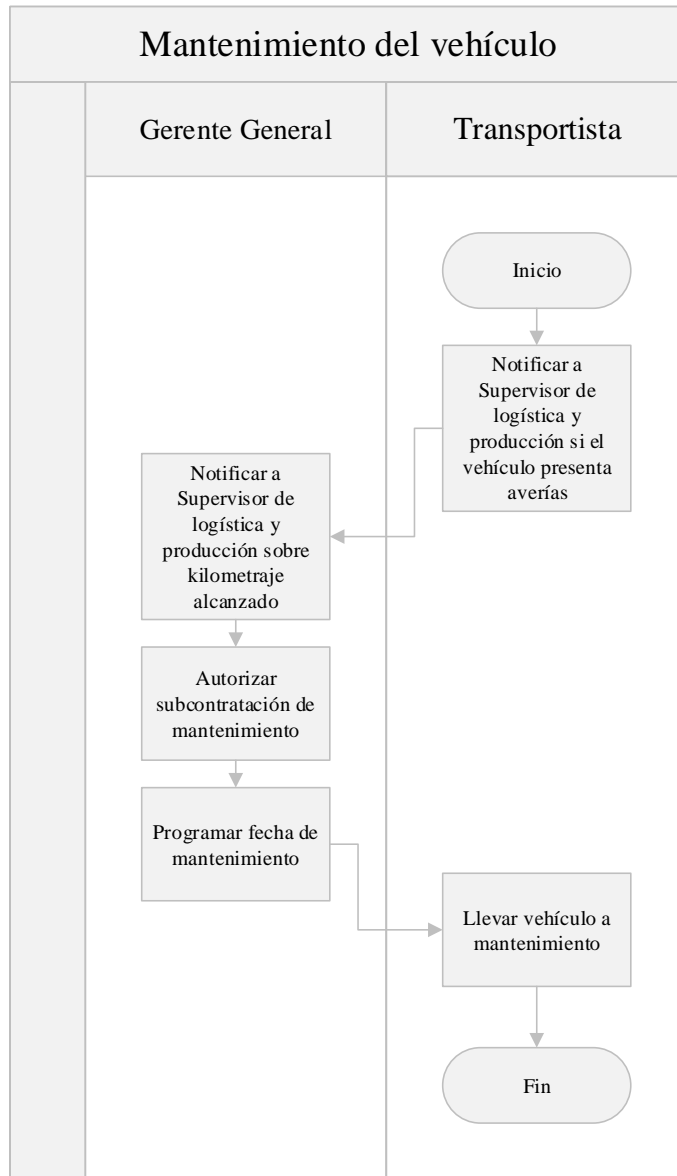 Mantenimiento del vehículo
Gerente General
Transportista
Inicio
Notificar a
Supervisor de
logística y
producción si el
vehículo presenta
averías
Notificar a
Supervisor de
logística y
producción sobre
kilometraje
alcanzado
Autorizar
subcontratación de
mantenimiento
Programar fecha de
mantenimiento
Llevar vehículo a
mantenimiento
Fin